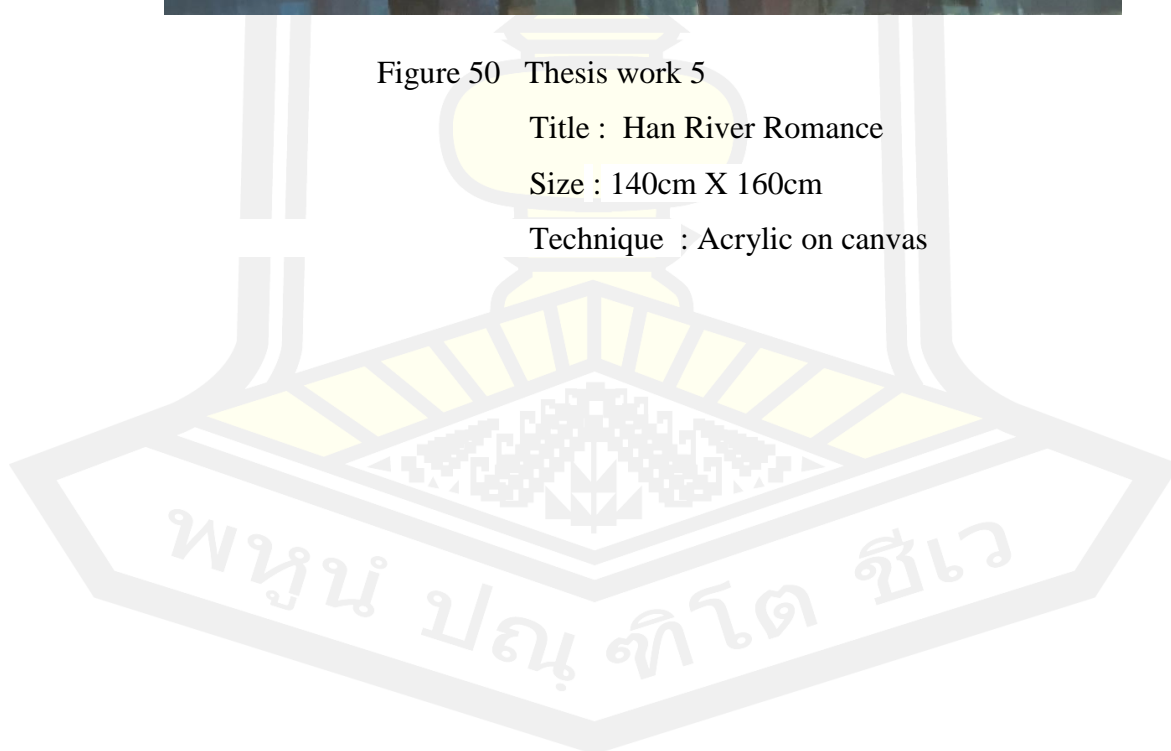 Figure 50 Thesis work 5
Title : Han River Romance
Size : 140cm X 160cm
Technique : Acrylic on canvas
พหูนํ ปณฺฑิโต ชีเว